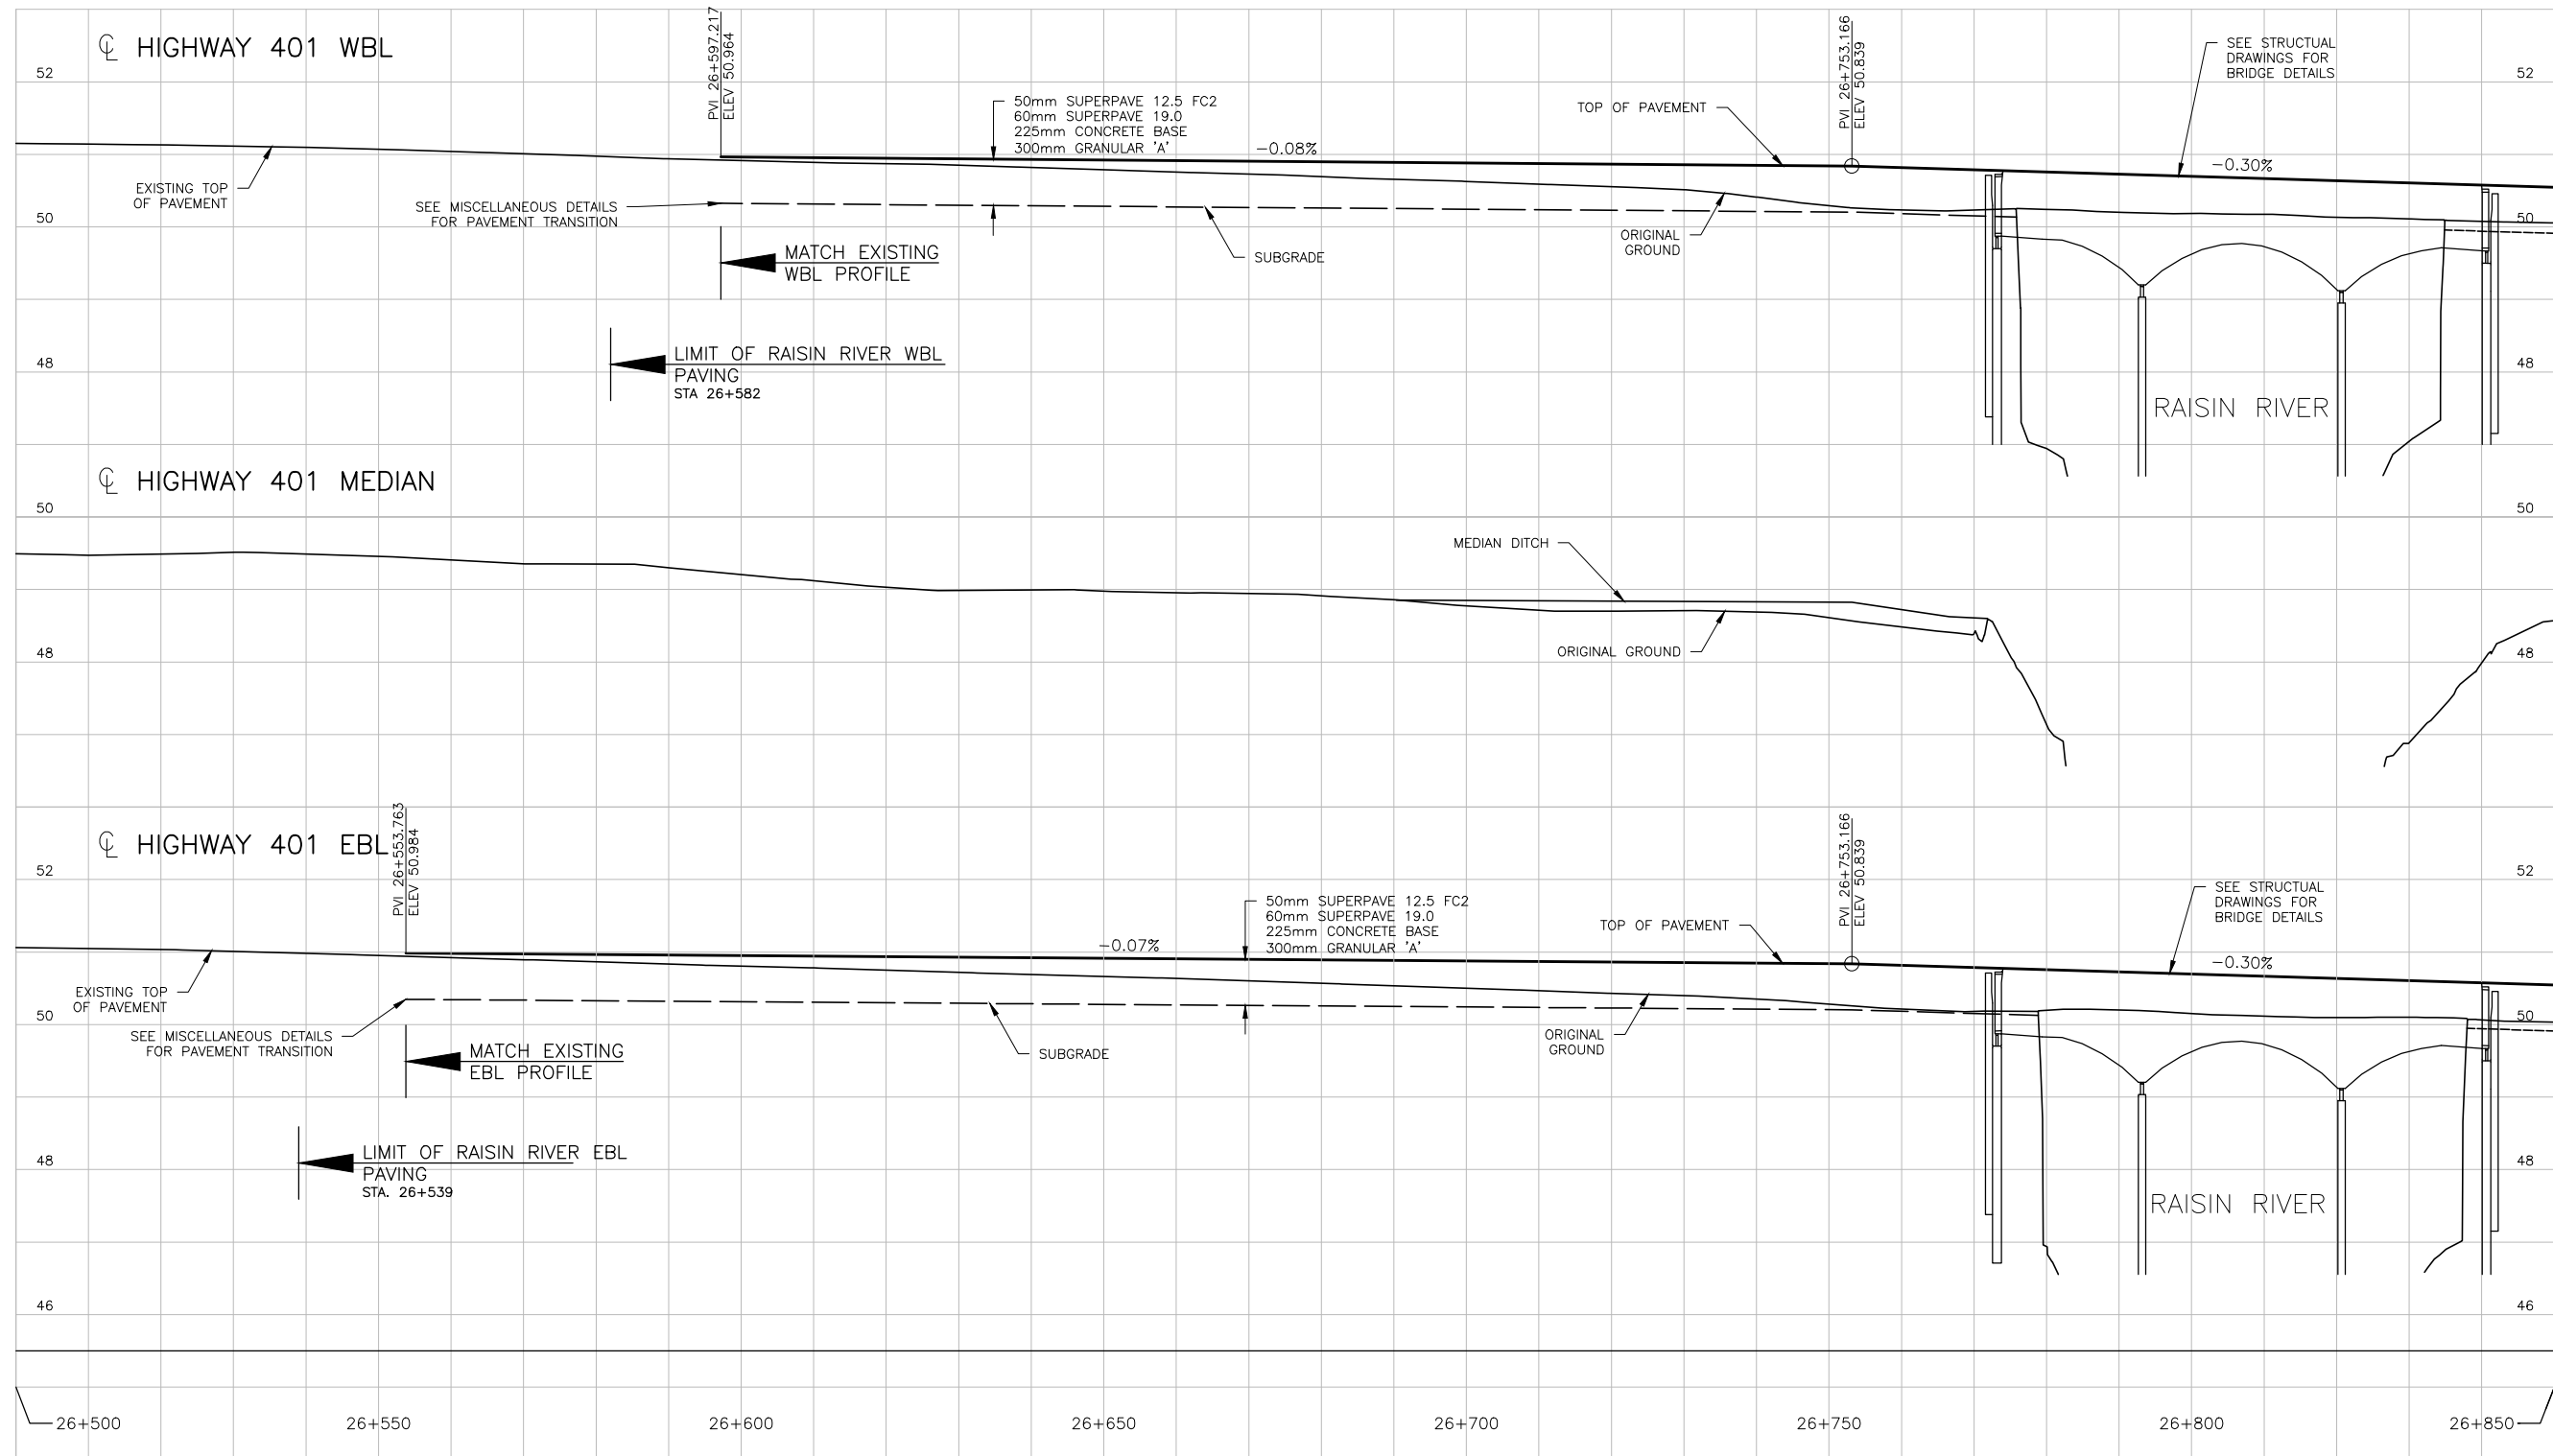 ℄ HIGHWAY 401 WBL
PVI 26+597.217
ELEV 50.964
PVI 26+753.166
ELEV 50.839
SEE STRUCTUAL
DRAWINGS FOR
BRIDGE DETAILS
52
52
50mm SUPERPAVE 12.5 FC2
60mm SUPERPAVE 19.0
225mm CONCRETE BASE
300mm GRANULAR 'A'
-0.08%
TOP OF PAVEMENT
-0.30%
EXISTING TOP
OF PAVEMENT
SEE MISCELLANEOUS DETAILS
FOR PAVEMENT TRANSITION
50
50
ORIGINAL
GROUND
SUBGRADE
MATCH EXISTING
WBL PROFILE
LIMIT OF RAISIN RIVER WBL
PAVING
STA 26+582
48
48
RAISIN RIVER
℄ HIGHWAY 401 MEDIAN
50
50
MEDIAN DITCH
ORIGINAL GROUND
48
48
℄ HIGHWAY 401 EBL
PVI 26+553.763
ELEV 50.984
PVI 26+753.166
ELEV 50.839
52
52
SEE STRUCTUAL
DRAWINGS FOR
BRIDGE DETAILS
50mm SUPERPAVE 12.5 FC2
60mm SUPERPAVE 19.0
225mm CONCRETE BASE
300mm GRANULAR 'A'
-0.07%
TOP OF PAVEMENT
-0.30%
EXISTING TOP
OF PAVEMENT
50
50
SEE MISCELLANEOUS DETAILS
FOR PAVEMENT TRANSITION
MATCH EXISTING
EBL PROFILE
SUBGRADE
ORIGINAL
GROUND
LIMIT OF RAISIN RIVER EBL
PAVING
STA. 26+539
48
48
RAISIN RIVER
46
46
26+500
26+550
26+600
26+650
26+700
26+750
26+800
26+850